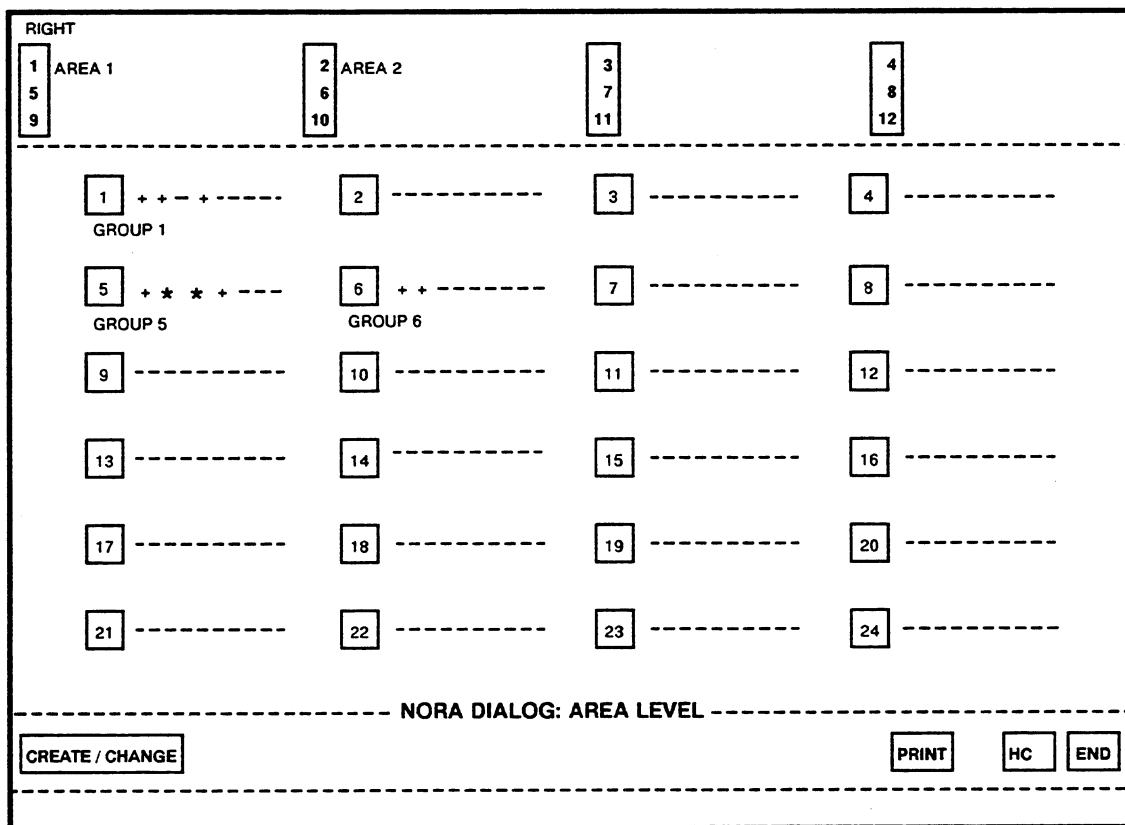 RIGHT
1 AREA 1 2 AREA 2 3 4
5 6 7 8
9 10 11 12
1 + + - + ----- 2 ---------- 3 ---------- 4 ----------
GROUP 1
5 + * * + --- 6 + + ------- 7 ---------- 8 ----------
GROUP 5 GROUP 6
9 ---------- 10 ---------- 11 ---------- 12 ----------
13 ---------- 14 ---------- 15 ---------- 16 ----------
17 ---------- 18 ---------- 19 ---------- 20 ----------
21 ---------- 22 ---------- 23 ---------- 24 ----------
NORA DIALOG: AREA LEVEL
CREATE / CHANGE PRINT HC END